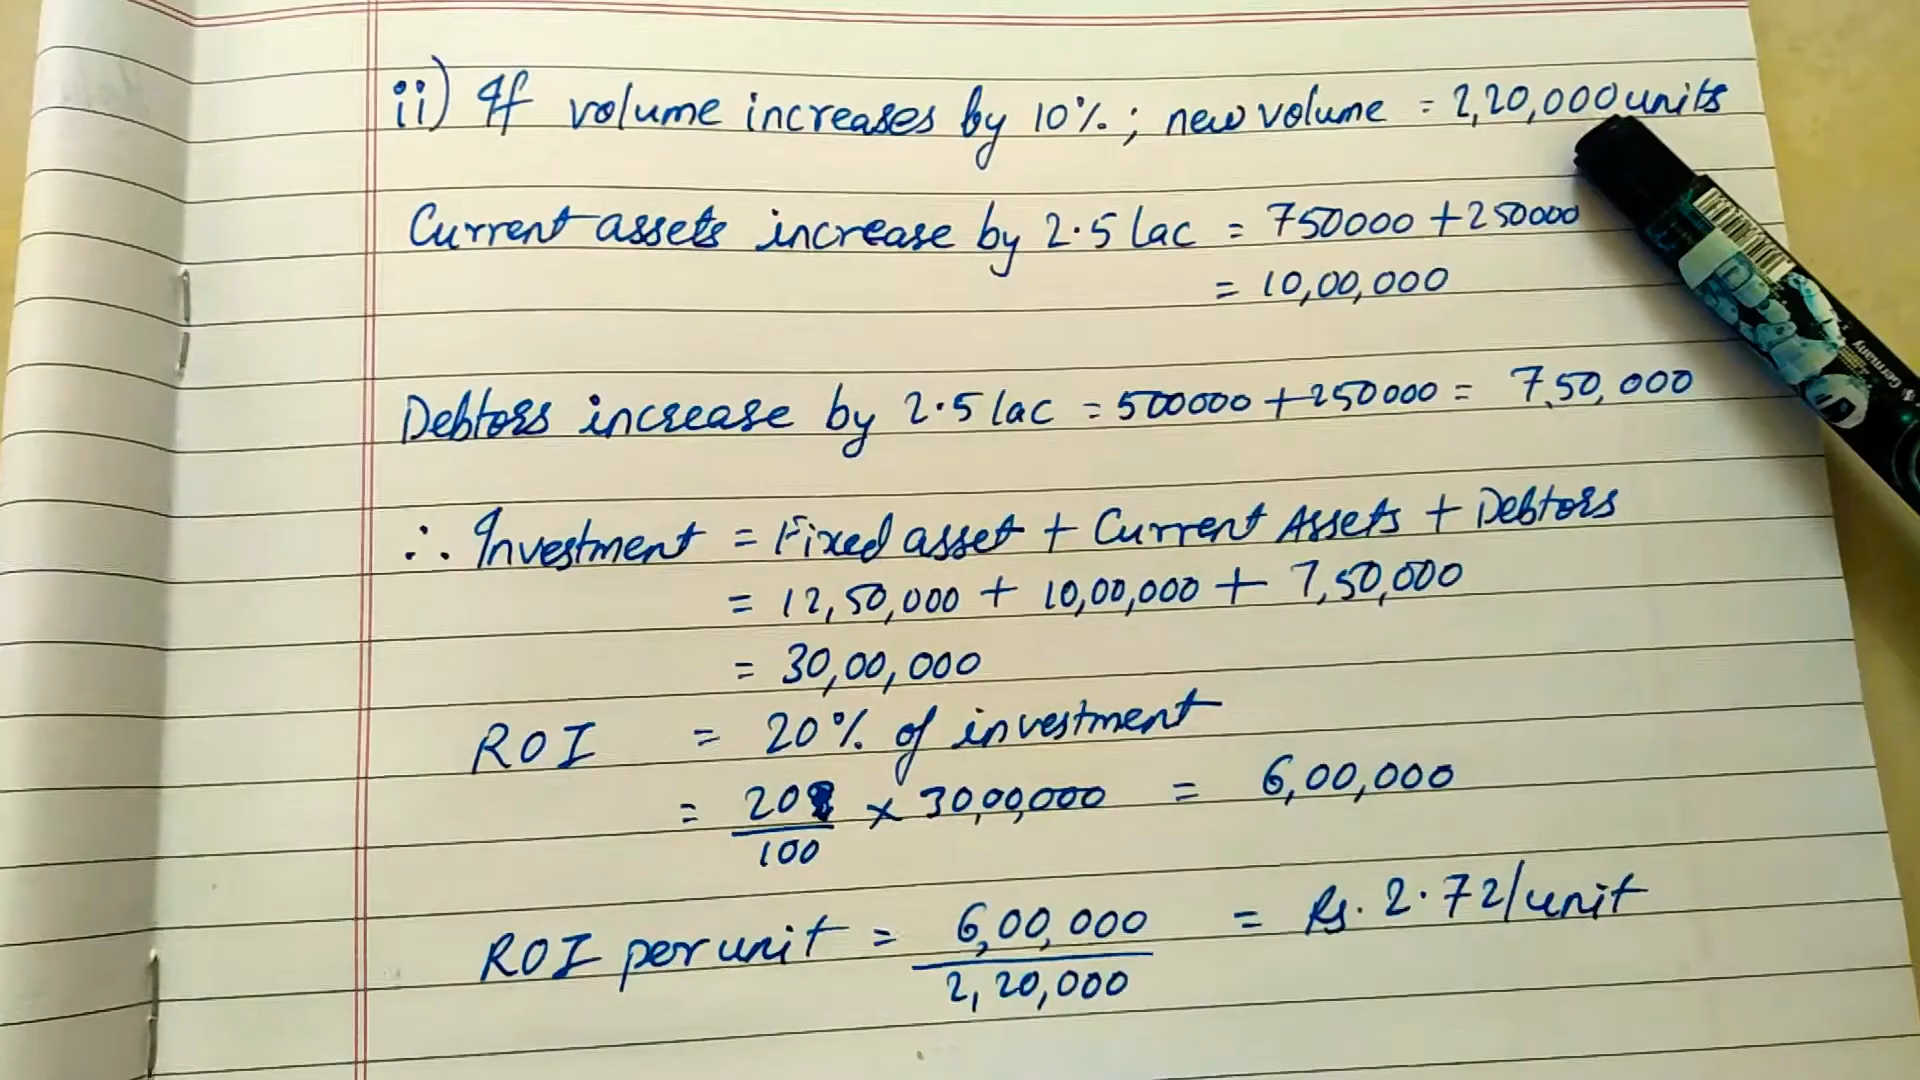 ii) If volume increases by 10%; new volume = 2,20,000 units
Current assets increase by 2.5 lac = 750000 + 250000
= 10,00,000
Debtors increase by 2.5 lac = 500000 + 250000 = 7,50,000
∴ Investment = Fixed asset + Current Assets + Debtors
= 12,50,000 + 10,00,000 + 7,50,000
= 30,00,000
ROI = 20% of investment
= 20/100 × 30,00,000 = 6,00,000
ROI per unit = 6,00,000/2,20,000 = Rs. 2.72/unit
Germany